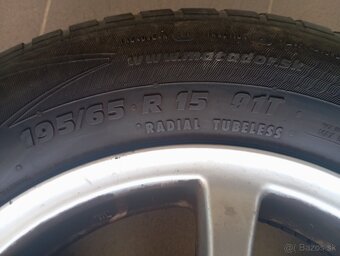 www.matador.sk
195/65 R 15 91T
RADIAL TUBELESS
© Bazos.sk